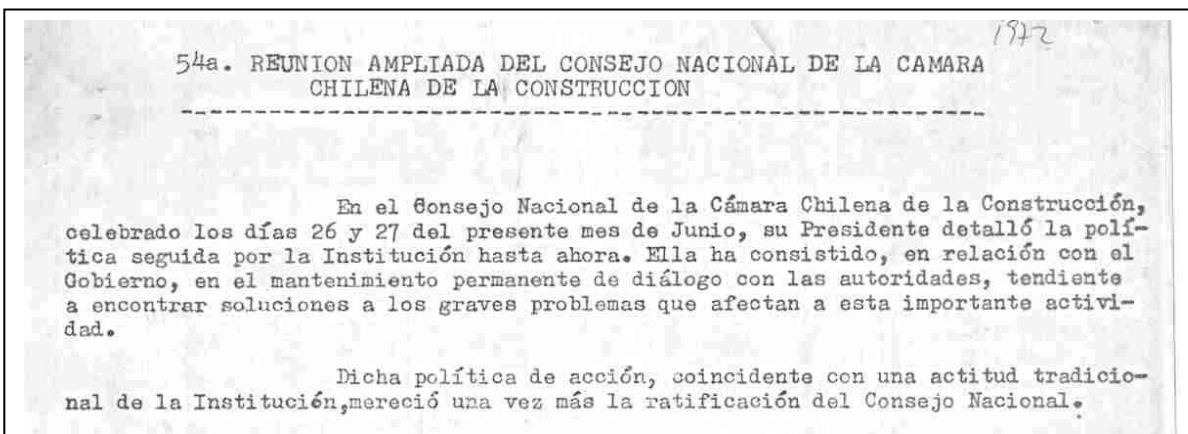 1972
54a. REUNION AMPLIADA DEL CONSEJO NACIONAL DE LA CAMARA
CHILENA DE LA CONSTRUCCION
En el Consejo Nacional de la Cámara Chilena de la Construcción,
celebrado los días 26 y 27 del presente mes de Junio, su Presidente detalló la polí-
tica seguida por la Institución hasta ahora. Ella ha consistido, en relación con el
Gobierno, en el mantenimiento permanente de diálogo con las autoridades, tendiente
a encontrar soluciones a los graves problemas que afectan a esta importante activi-
dad.
Dicha política de acción, coincidente con una actitud tradicio-
nal de la Institución,mereció una vez más la ratificación del Consejo Nacional.